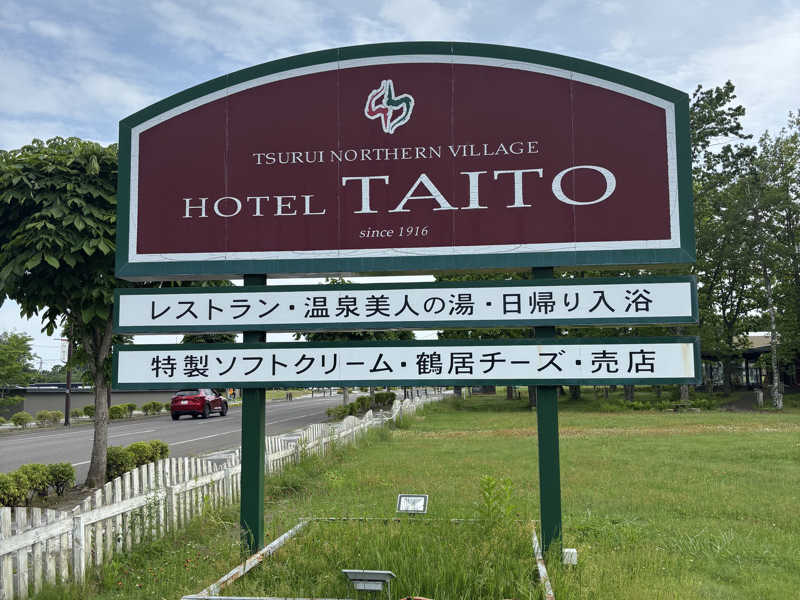 TSURUI NORTHERN VILLAGE
HOTEL TAITO
since 1916
レストラン・温泉美人の湯・日帰り入浴
特製ソフトクリーム・鶴居チーズ・売店